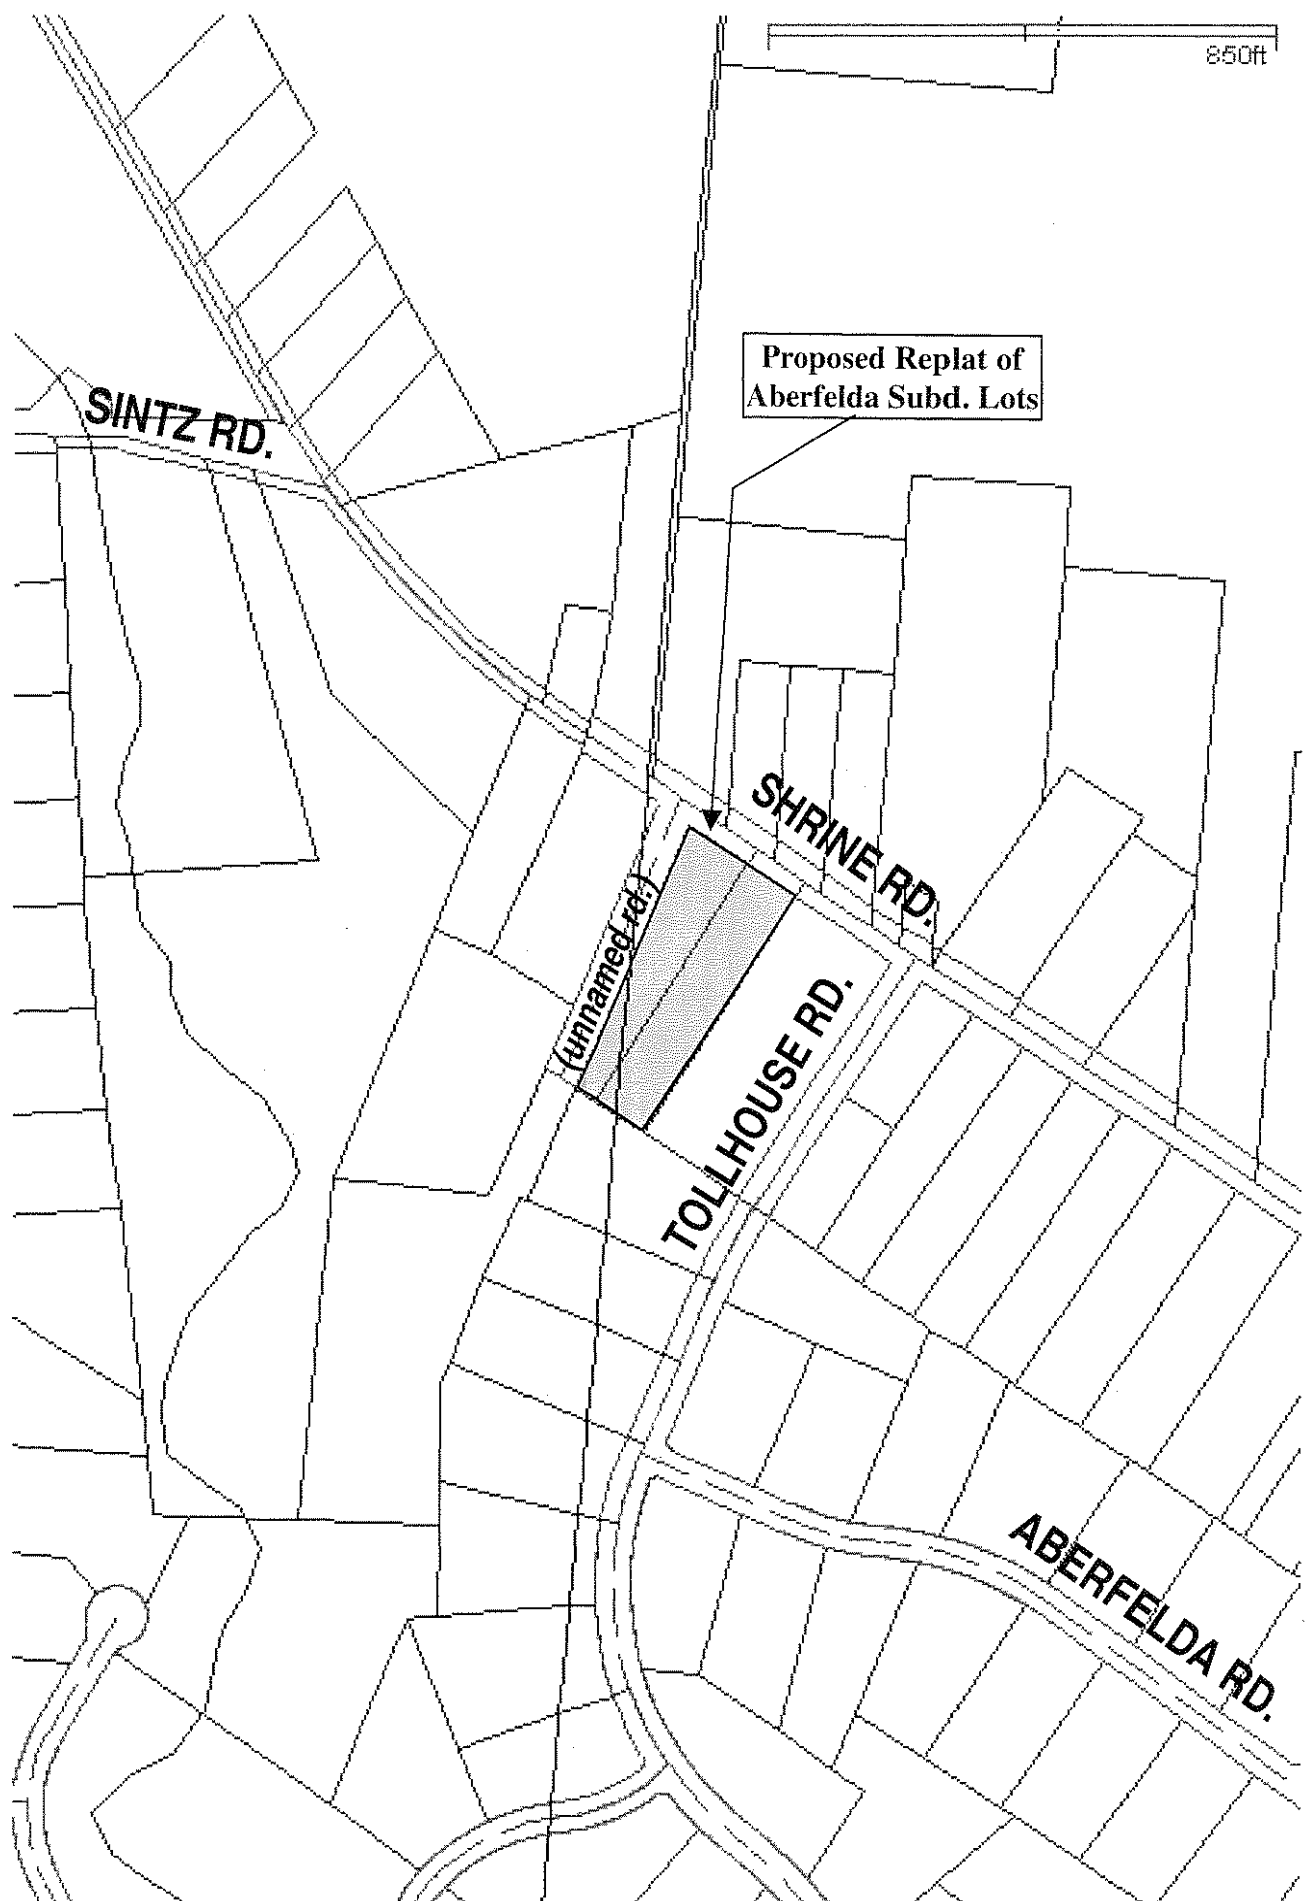 850ft
Proposed Replat of
Aberfelda Subd. Lots
SINTZ RD.
SHRINE RD.
(unnamed rd.)
TOLLHOUSE RD.
ABERFELDA RD.